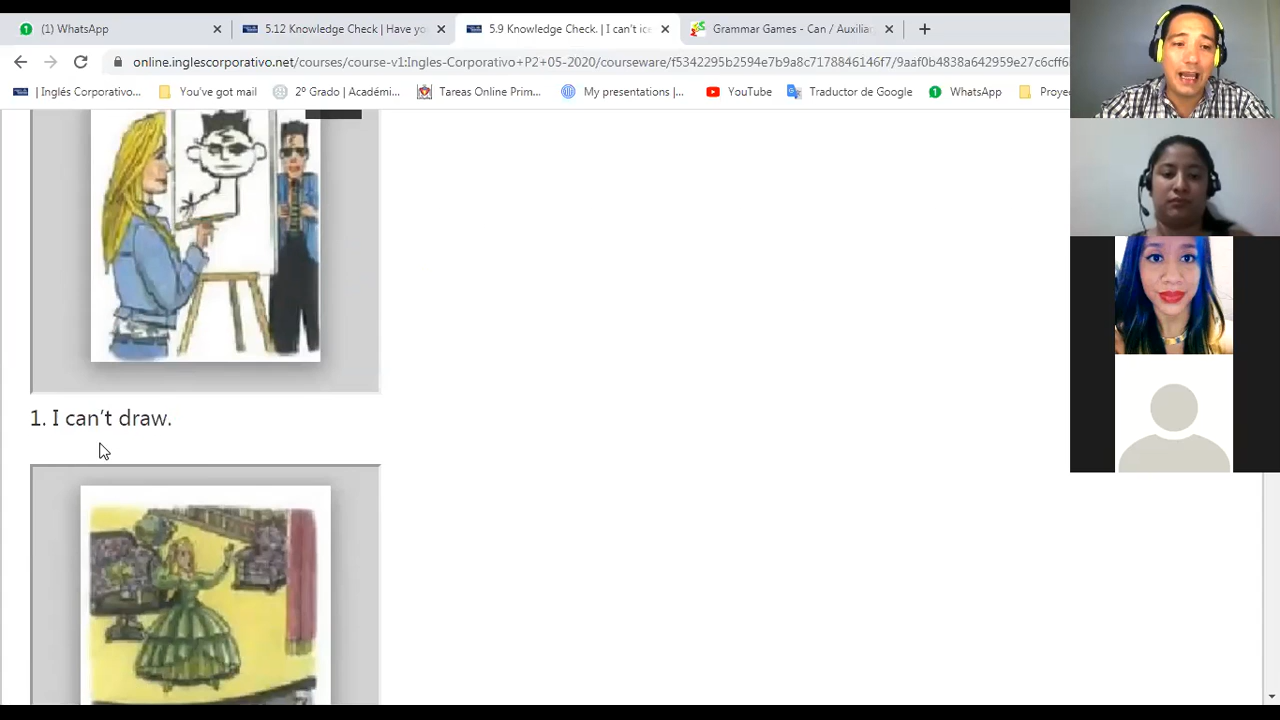 (1) WhatsApp
5.12 Knowledge Check | Have yo
5.9 Knowledge Check. | I can't ice
Grammar Games - Can / Auxiliar
online.inglescorporativo.net/courses/course-v1:Ingles-Corporativo+P2+05-2020/courseware/f5342295b2594e7b9a8c7178846146f7/9aaf0b4838a642959e27c6cff6
| Inglés Corporativo...
You've got mail
2º Grado | Académi...
Tareas Online Prim...
My presentations |...
YouTube
Traductor de Google
WhatsApp
Proye
1. I can't draw.